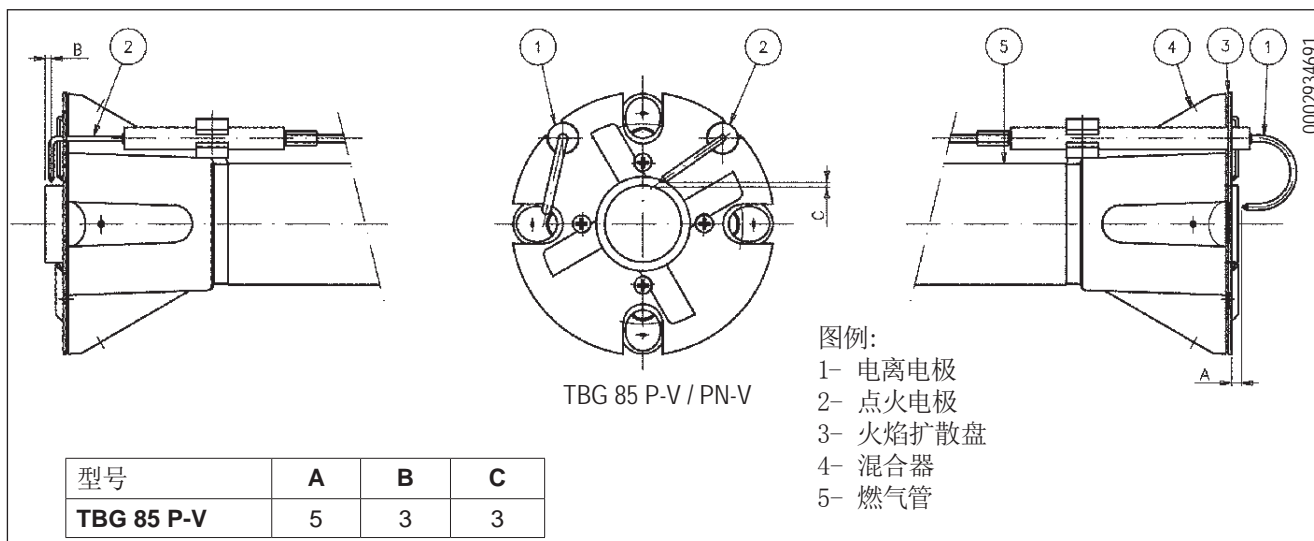 B
2
1
2
5
4
3
1
0002934691
C
A
TBG 85 P-V / PN-V
图例:
1- 电离电极
2- 点火电极
3- 火焰扩散盘
4- 混合器
5- 燃气管
型号 A B C
TBG 85 P-V 5 3 3